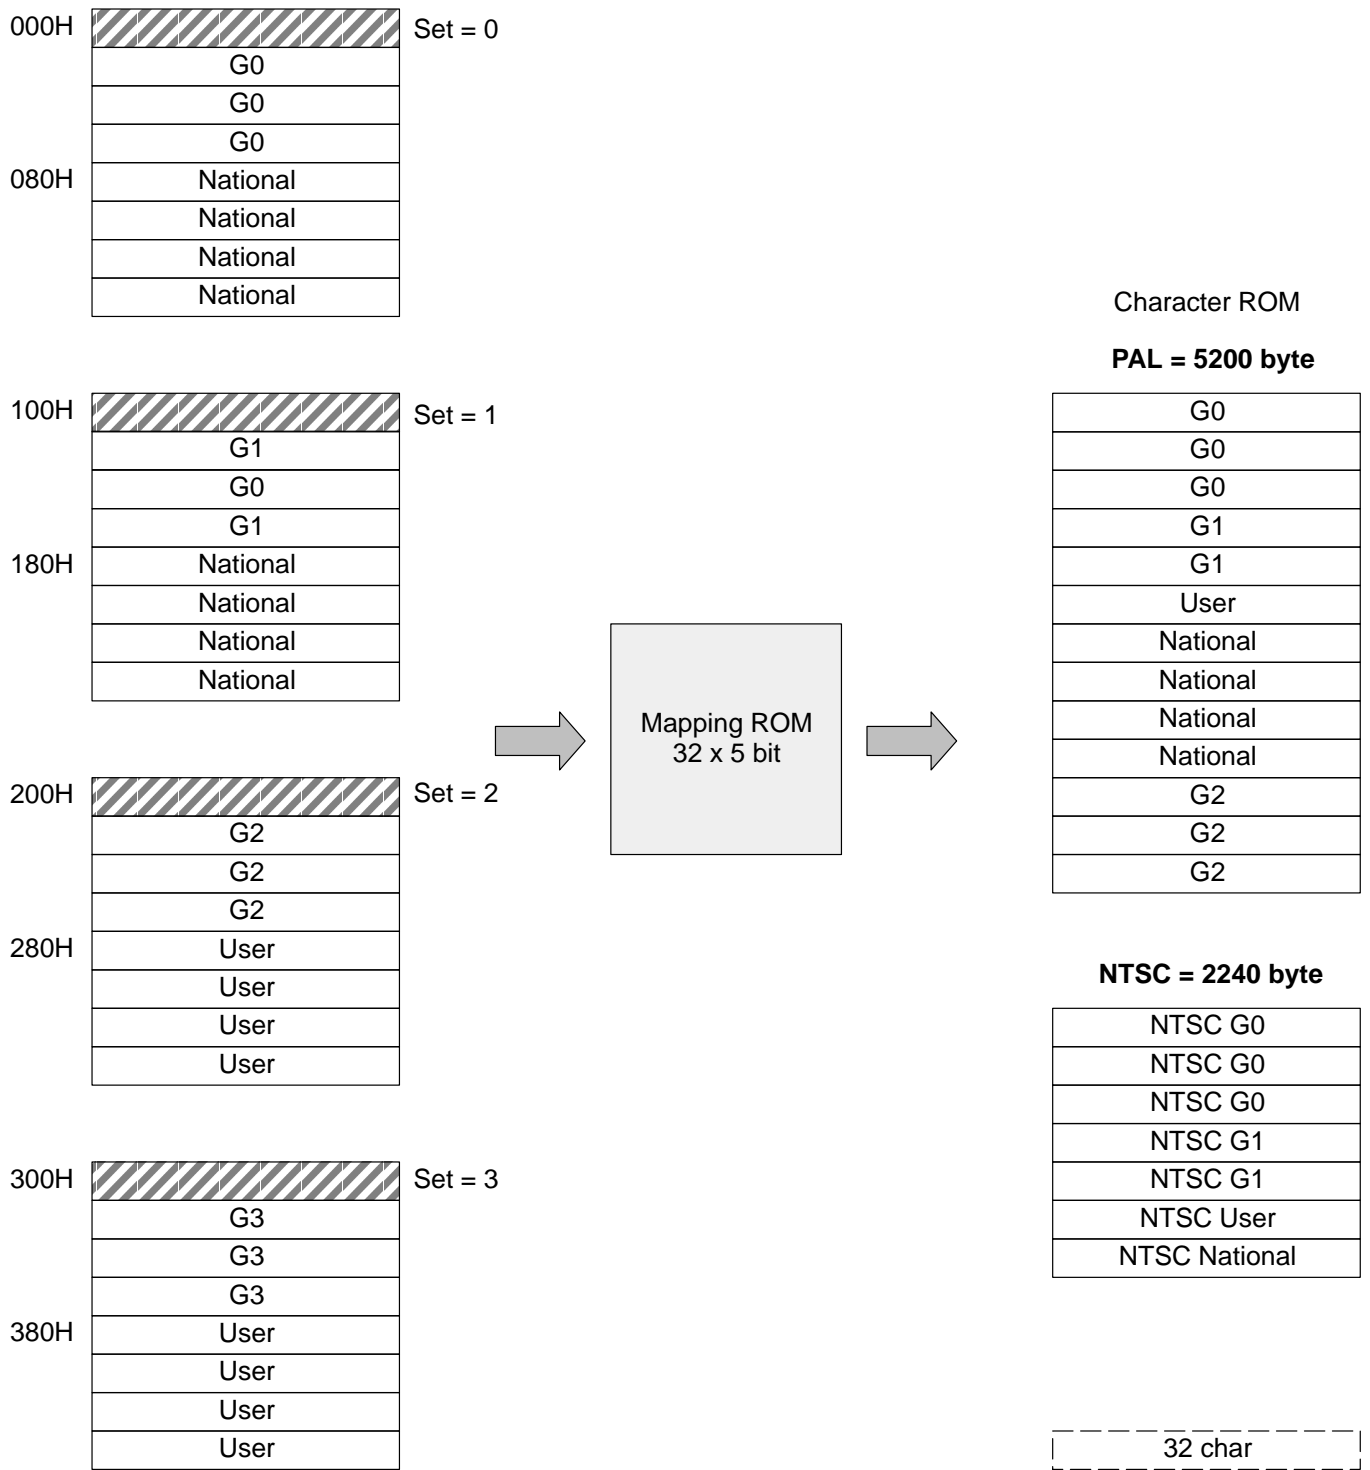 000H
Set = 0
G0
G0
G0
080H
National
National
National
National
100H
Set = 1
G1
G0
G1
180H
National
National
National
National
200H
Set = 2
G2
G2
G2
280H
User
User
User
User
300H
Set = 3
G3
G3
G3
380H
User
User
User
User
Mapping ROM
32 x 5 bit
Character ROM
PAL = 5200 byte
G0
G0
G0
G1
G1
User
National
National
National
National
G2
G2
G2
NTSC = 2240 byte
NTSC G0
NTSC G0
NTSC G0
NTSC G1
NTSC G1
NTSC User
NTSC National
32 char